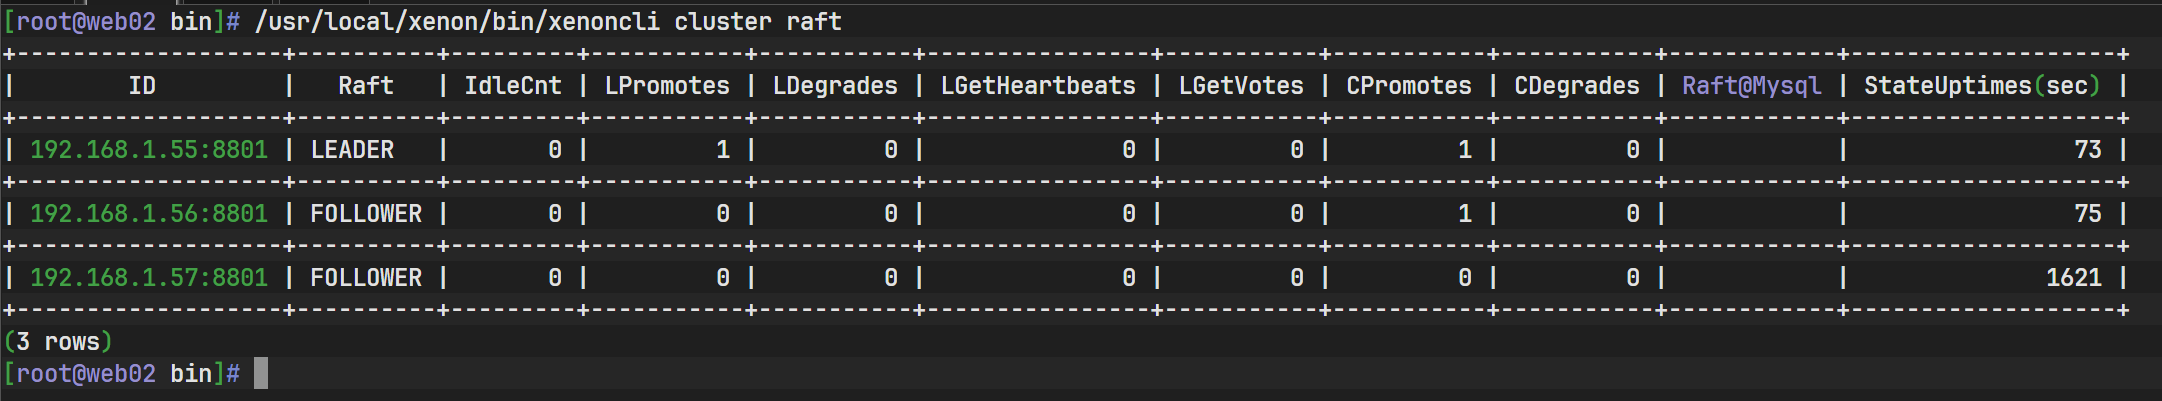 [root@web02 bin]# /usr/local/xenon/bin/xenoncli cluster raft
+-------------------+----------+---------+-----------+-----------+----------------+-----------+-----------+-----------+------------+-------------------+
|        ID         |   Raft   | IdleCnt | LPromotes | LDegrades | LGetHeartbeats | LGetVotes | CPromotes | CDegrades | Raft@Mysql | StateUptimes(sec) |
+-------------------+----------+---------+-----------+-----------+----------------+-----------+-----------+-----------+------------+-------------------+
| 192.168.1.55:8801 | LEADER   |       0 |         1 |         0 |              0 |         0 |         1 |         0 |            |                73 |
+-------------------+----------+---------+-----------+-----------+----------------+-----------+-----------+-----------+------------+-------------------+
| 192.168.1.56:8801 | FOLLOWER |       0 |         0 |         0 |              0 |         0 |         1 |         0 |            |                75 |
+-------------------+----------+---------+-----------+-----------+----------------+-----------+-----------+-----------+------------+-------------------+
| 192.168.1.57:8801 | FOLLOWER |       0 |         0 |         0 |              0 |         0 |         0 |         0 |            |              1621 |
+-------------------+----------+---------+-----------+-----------+----------------+-----------+-----------+-----------+------------+-------------------+
(3 rows)
[root@web02 bin]#